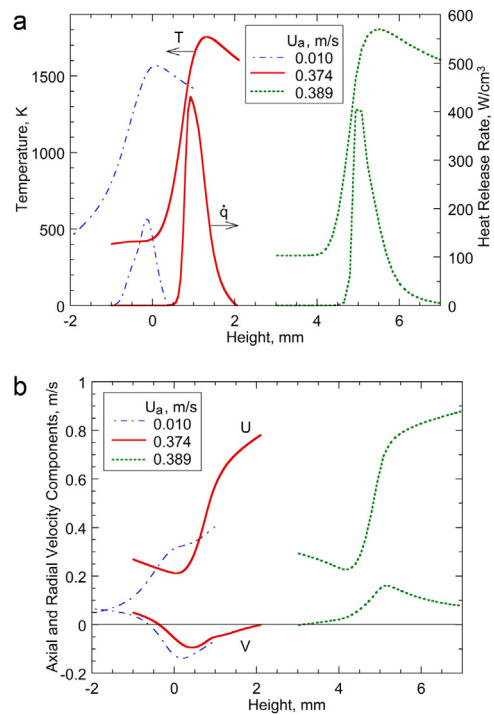 a
Temperature, K
1500
1000
500
0
T
q̇
Uₐ, m/s
0.010
0.374
0.389
600
500
400
300
200
100
0
Heat Release Rate, W/cm³
-2 0 2 4 6
Height, mm
b
Axial and Radial Velocity Components, m/s
1
0.8
0.6
0.4
0.2
0
-0.2
Uₐ, m/s
0.010
0.374
0.389
U
V
-2 0 2 4 6
Height, mm